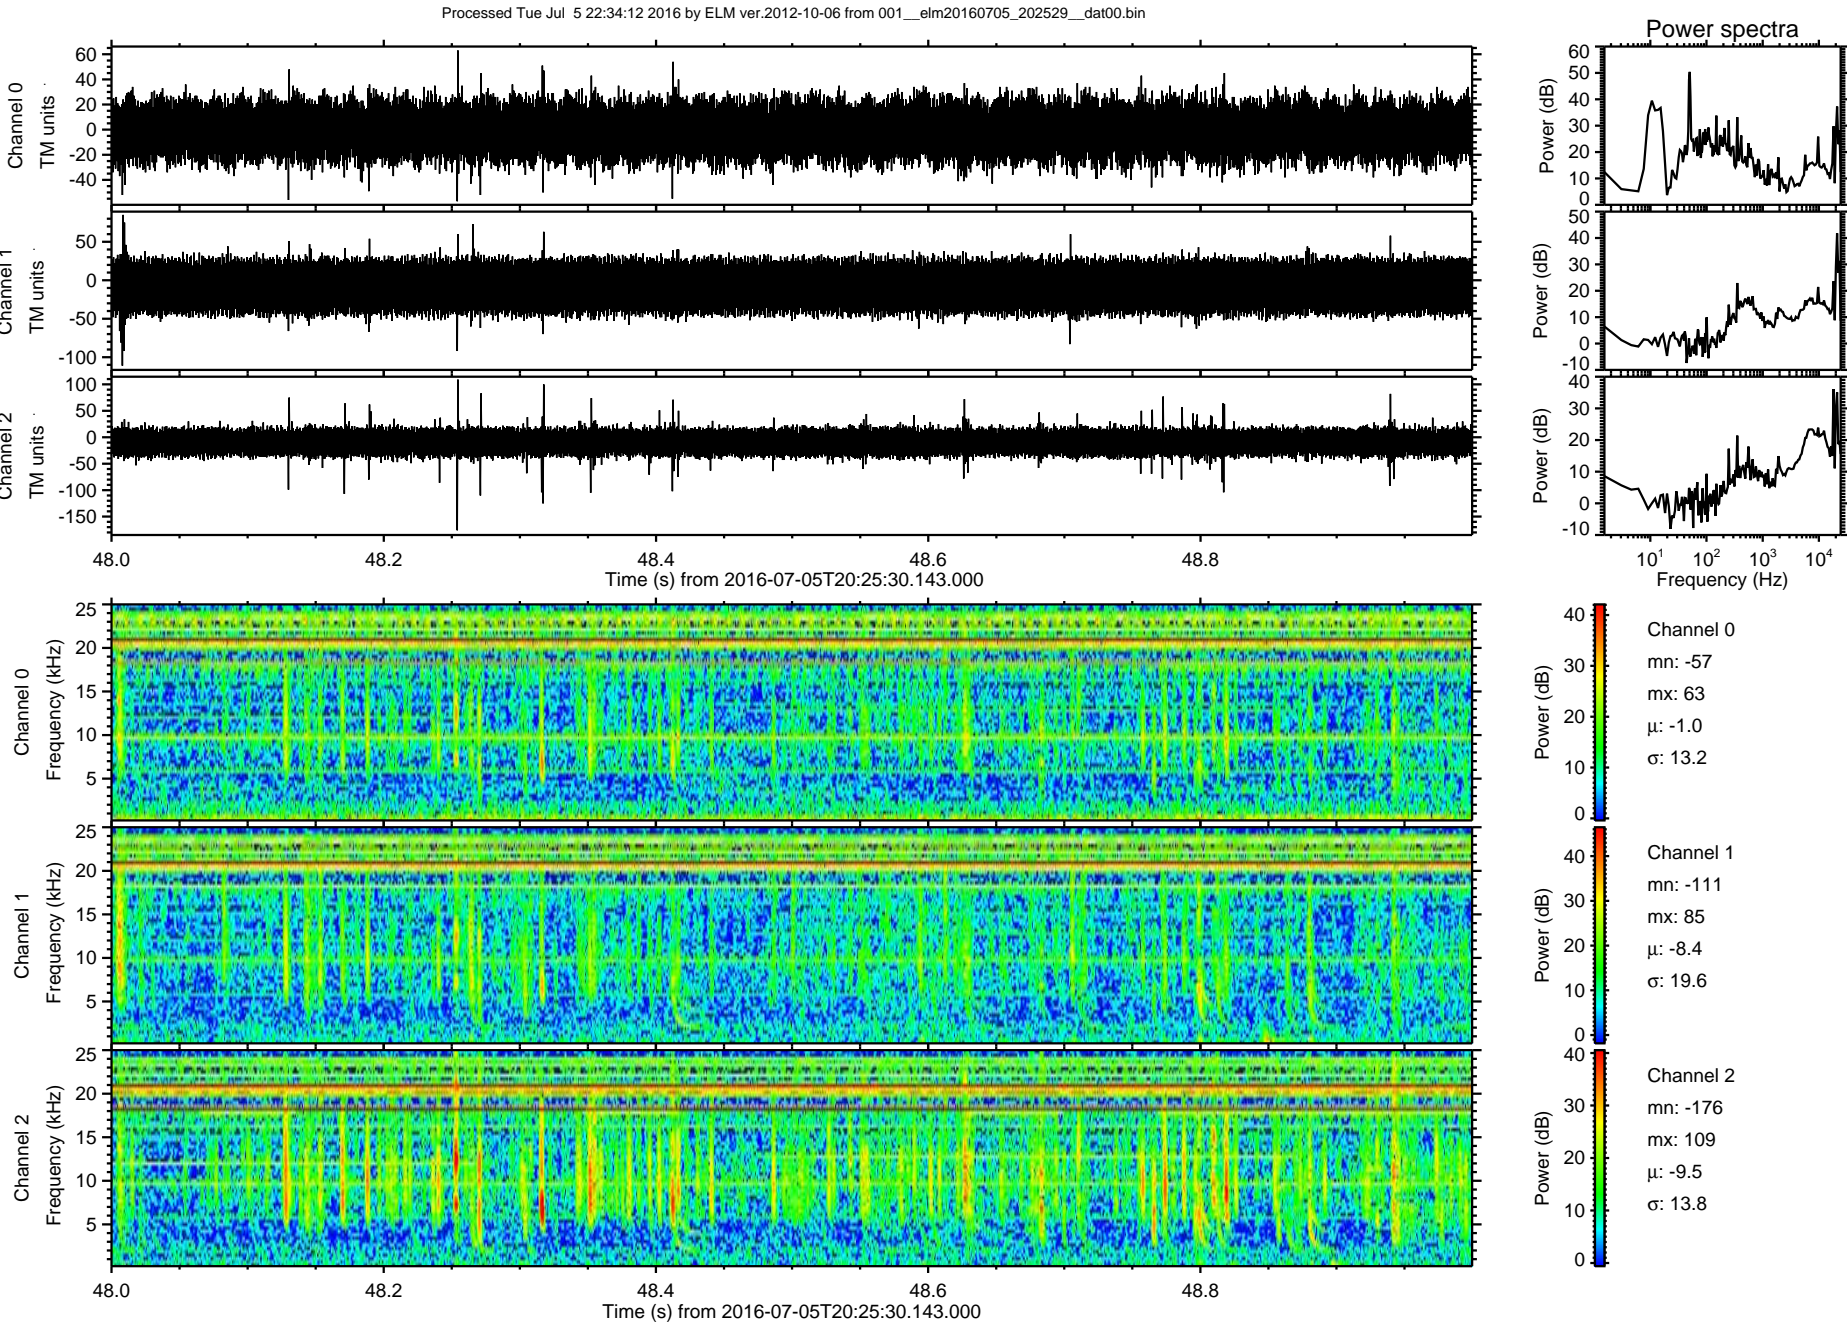 Processed Tue Jul 5 22:34:12 2016 by ELM ver.2012-10-06 from 001__elm20160705_202529__dat00.bin
Power spectra
Channel 0
TM units
60
40
20
0
-20
-40
Power (dB)
60
50
40
30
20
10
0
Channel 1
TM units
50
0
-50
-100
Power (dB)
50
40
30
20
10
0
-10
Channel 2
TM units
100
50
0
-50
-100
-150
Power (dB)
40
30
20
10
0
-10
48.0 48.2 48.4 48.6 48.8
Time (s) from 2016-07-05T20:25:30.143.000
10^1 10^2 10^3 10^4
Frequency (Hz)
Channel 0
Frequency (kHz)
25
20
15
10
5
Power (dB)
40
30
20
10
0
Channel 0
mn: -57
mx: 63
μ: -1.0
σ: 13.2
Channel 1
Frequency (kHz)
25
20
15
10
5
Power (dB)
40
30
20
10
0
Channel 1
mn: -111
mx: 85
μ: -8.4
σ: 19.6
Channel 2
Frequency (kHz)
25
20
15
10
5
Power (dB)
40
30
20
10
0
Channel 2
mn: -176
mx: 109
μ: -9.5
σ: 13.8
48.0 48.2 48.4 48.6 48.8
Time (s) from 2016-07-05T20:25:30.143.000